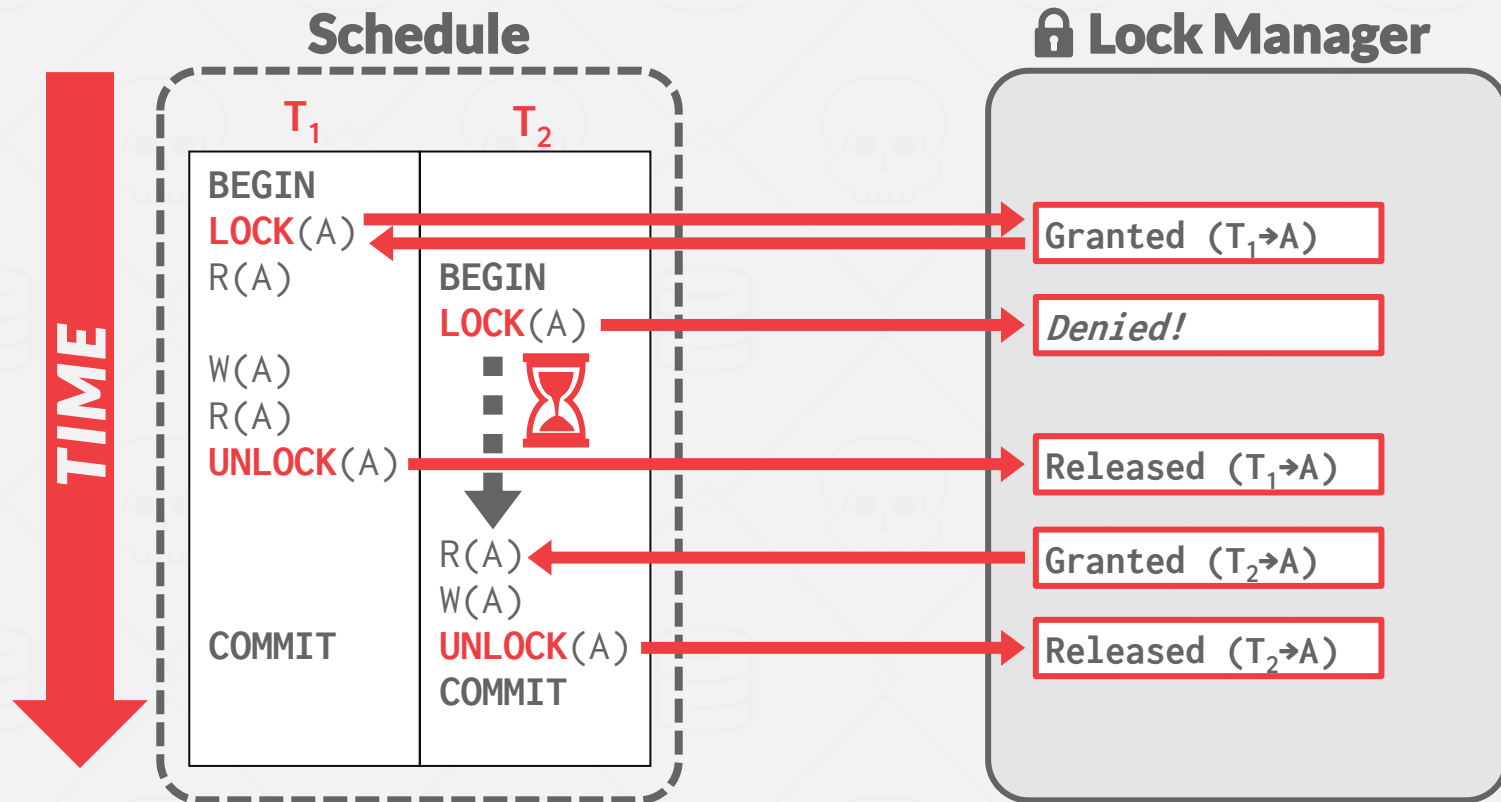 Schedule
Lock Manager
TIME
T₁
T₂
BEGIN
LOCK(A)
R(A)
W(A)
R(A)
UNLOCK(A)
COMMIT
BEGIN
LOCK(A)
R(A)
W(A)
UNLOCK(A)
COMMIT
Granted (T₁→A)
Denied!
Released (T₁→A)
Granted (T₂→A)
Released (T₂→A)